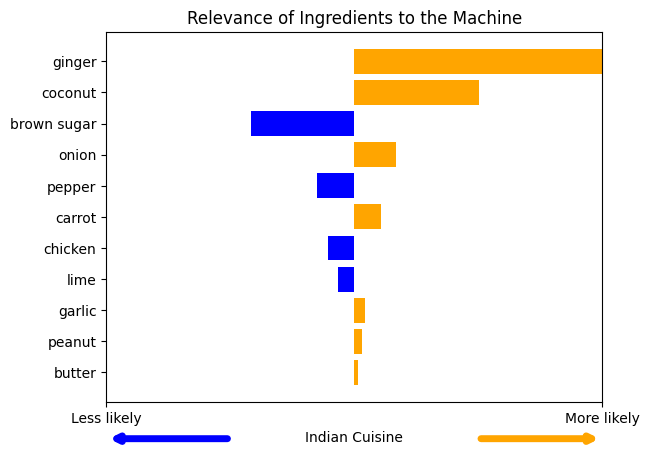 Relevance of Ingredients to the Machine
ginger
coconut
brown sugar
onion
pepper
carrot
chicken
lime
garlic
peanut
butter
Less likely
More likely
Indian Cuisine